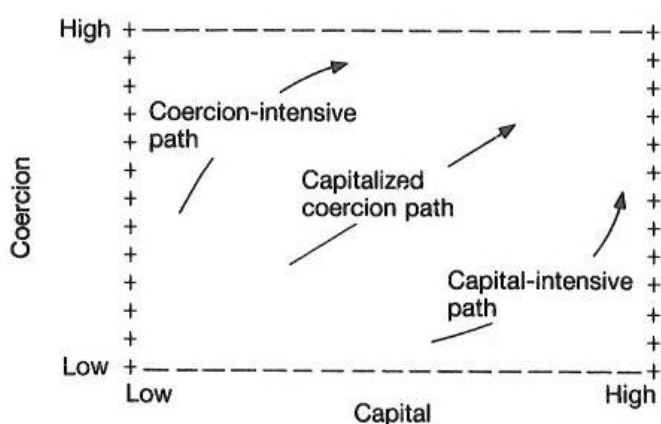 High
Coercion-intensive
path
Capitalized
coercion path
Coercion
Capital-intensive
path
Low
Low
High
Capital